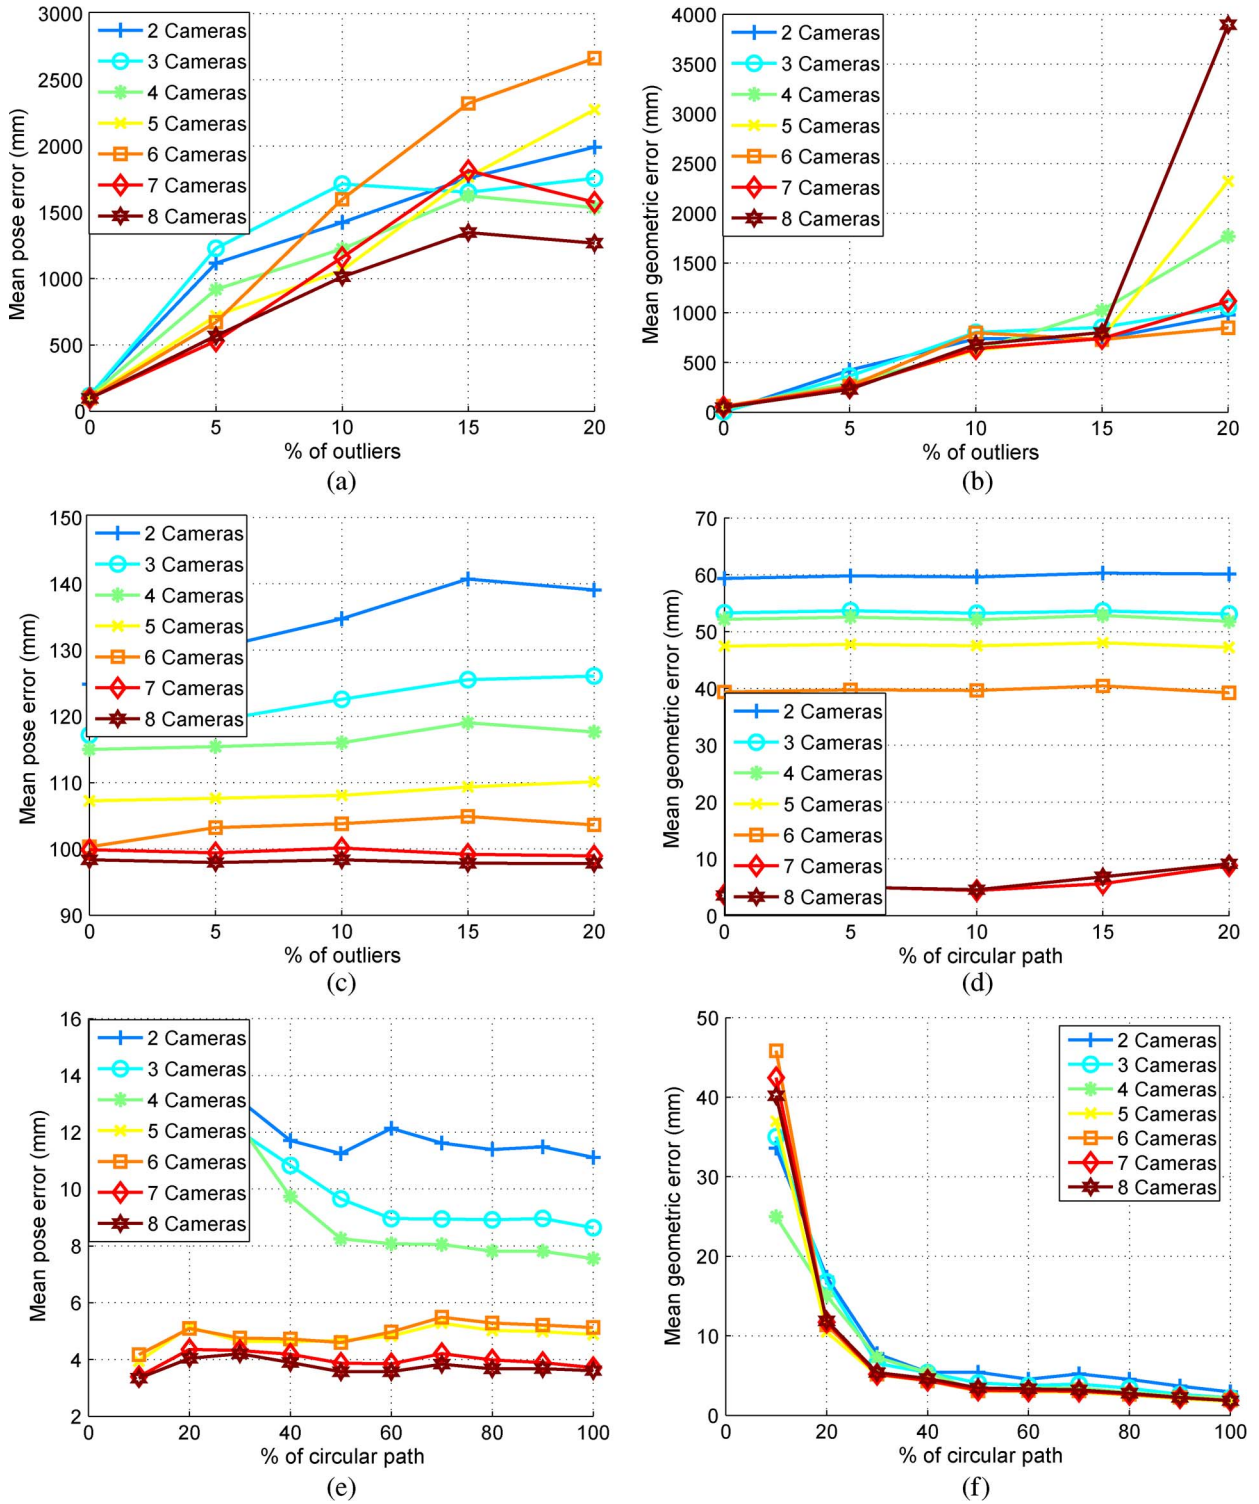 3000
2500
2000
1500
1000
500
0
0 5 10 15 20
Mean pose error (mm)
% of outliers
2 Cameras
3 Cameras
4 Cameras
5 Cameras
6 Cameras
7 Cameras
8 Cameras
(a)
4000
3500
3000
2500
2000
1500
1000
500
0
0 5 10 15 20
Mean geometric error (mm)
% of outliers
2 Cameras
3 Cameras
4 Cameras
5 Cameras
6 Cameras
7 Cameras
8 Cameras
(b)
150
140
130
120
110
100
90
0 5 10 15 20
Mean pose error (mm)
% of outliers
2 Cameras
3 Cameras
4 Cameras
5 Cameras
6 Cameras
7 Cameras
8 Cameras
(c)
70
60
50
40
30
20
10
0
0 5 10 15 20
Mean geometric error (mm)
% of circular path
2 Cameras
3 Cameras
4 Cameras
5 Cameras
6 Cameras
7 Cameras
8 Cameras
(d)
16
14
12
10
8
6
4
2
0 20 40 60 80 100
Mean pose error (mm)
% of circular path
2 Cameras
3 Cameras
4 Cameras
5 Cameras
6 Cameras
7 Cameras
8 Cameras
(e)
50
40
30
20
10
0
0 20 40 60 80 100
Mean geometric error (mm)
% of circular path
2 Cameras
3 Cameras
4 Cameras
5 Cameras
6 Cameras
7 Cameras
8 Cameras
(f)